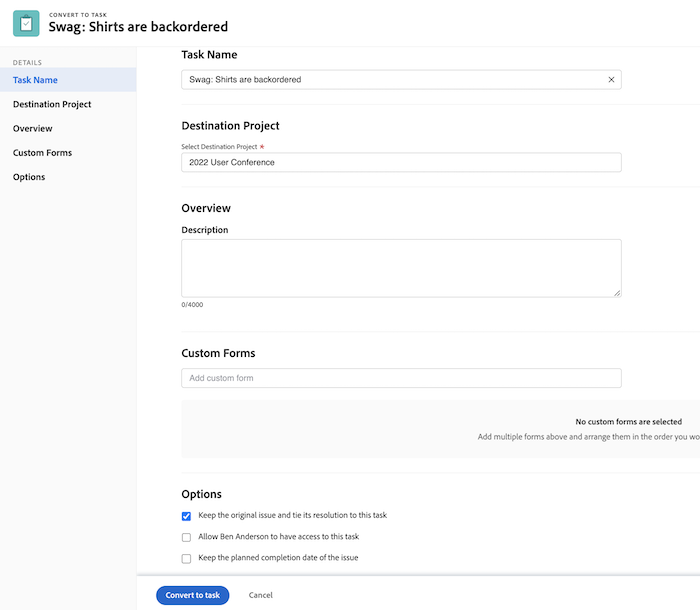 CONVERT TO TASK
Swag: Shirts are backordered
DETAILS
Task Name
Destination Project
Overview
Custom Forms
Options
Task Name
Swag: Shirts are backordered
Destination Project
Select Destination Project *
2022 User Conference
Overview
Description
0/4000
Custom Forms
Add custom form
No custom forms are selected
Add multiple forms above and arrange them in the order you wo
Options
Keep the original issue and tie its resolution to this task
Allow Ben Anderson to have access to this task
Keep the planned completion date of the issue
Convert to task
Cancel